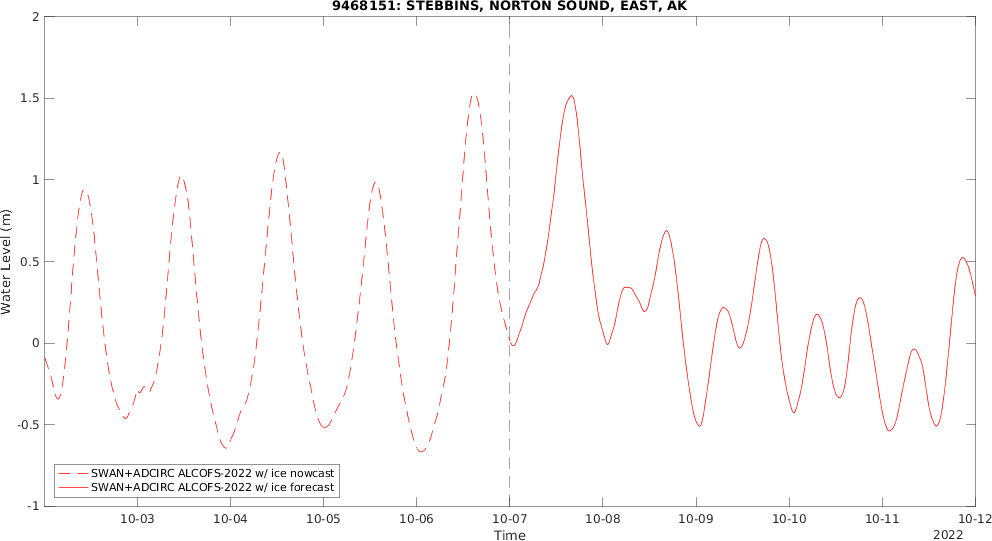 9468151: STEBBINS, NORTON SOUND, EAST, AK
2
1.5
1
0.5
0
-0.5
-1
Water Level (m)
SWAN+ADCIRC ALCOFS-2022 w/ ice nowcast
SWAN+ADCIRC ALCOFS-2022 w/ ice forecast
10-03 10-04 10-05 10-06 10-07 10-08 10-09 10-10 10-11 10-12
Time
2022